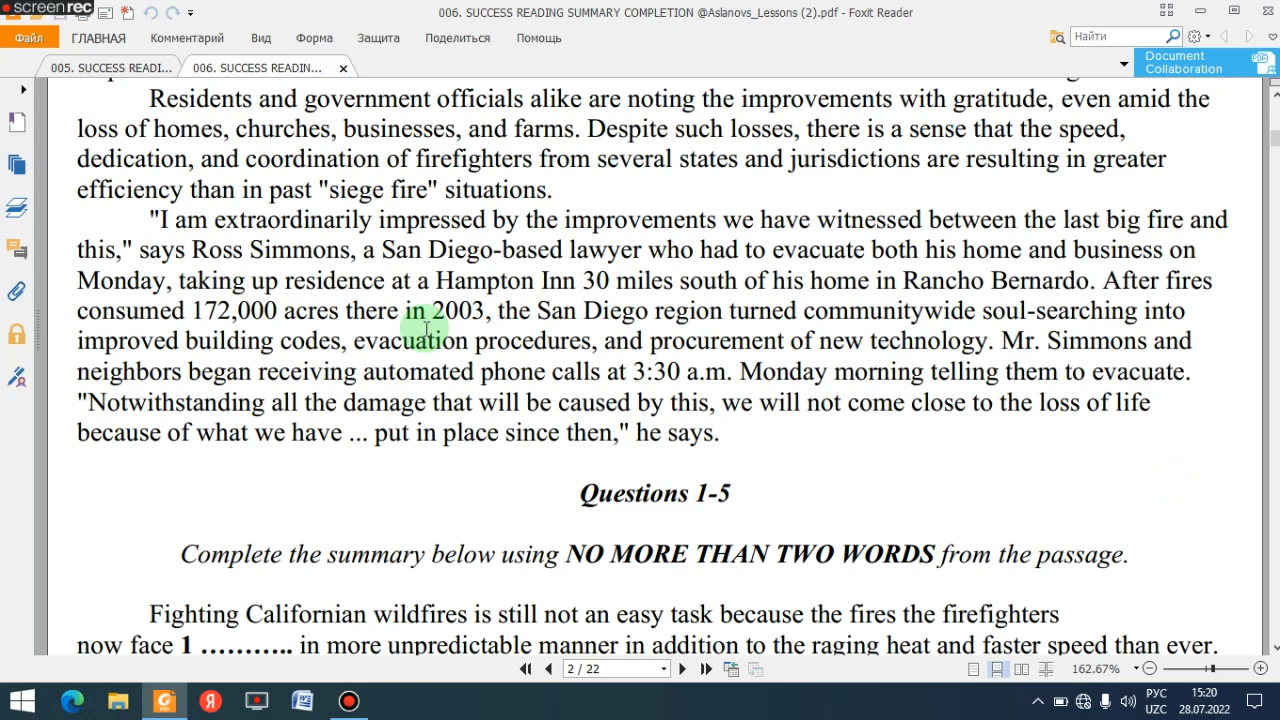 screenrec
006. SUCCESS READING SUMMARY COMPLETION @Aslanovs_Lessons (2).pdf - Foxit Reader
Файл ГЛАВНАЯ Комментарий Вид Форма Защита Поделиться Помощь Найти
005. SUCCESS READI... 006. SUCCESS READIN... Document Collaboration
Residents and government officials alike are noting the improvements with gratitude, even amid the
loss of homes, churches, businesses, and farms. Despite such losses, there is a sense that the speed,
dedication, and coordination of firefighters from several states and jurisdictions are resulting in greater
efficiency than in past "siege fire" situations.
"I am extraordinarily impressed by the improvements we have witnessed between the last big fire and
this," says Ross Simmons, a San Diego-based lawyer who had to evacuate both his home and business on
Monday, taking up residence at a Hampton Inn 30 miles south of his home in Rancho Bernardo. After fires
consumed 172,000 acres there in 2003, the San Diego region turned communitywide soul-searching into
improved building codes, evacuation procedures, and procurement of new technology. Mr. Simmons and
neighbors began receiving automated phone calls at 3:30 a.m. Monday morning telling them to evacuate.
"Notwithstanding all the damage that will be caused by this, we will not come close to the loss of life
because of what we have ... put in place since then," he says.
Questions 1-5
Complete the summary below using NO MORE THAN TWO WORDS from the passage.
Fighting Californian wildfires is still not an easy task because the fires the firefighters
now face 1 ……….. in more unpredictable manner in addition to the raging heat and faster speed than ever.
2 / 22 162.67%
РУС 15:20
UZC 28.07.2022